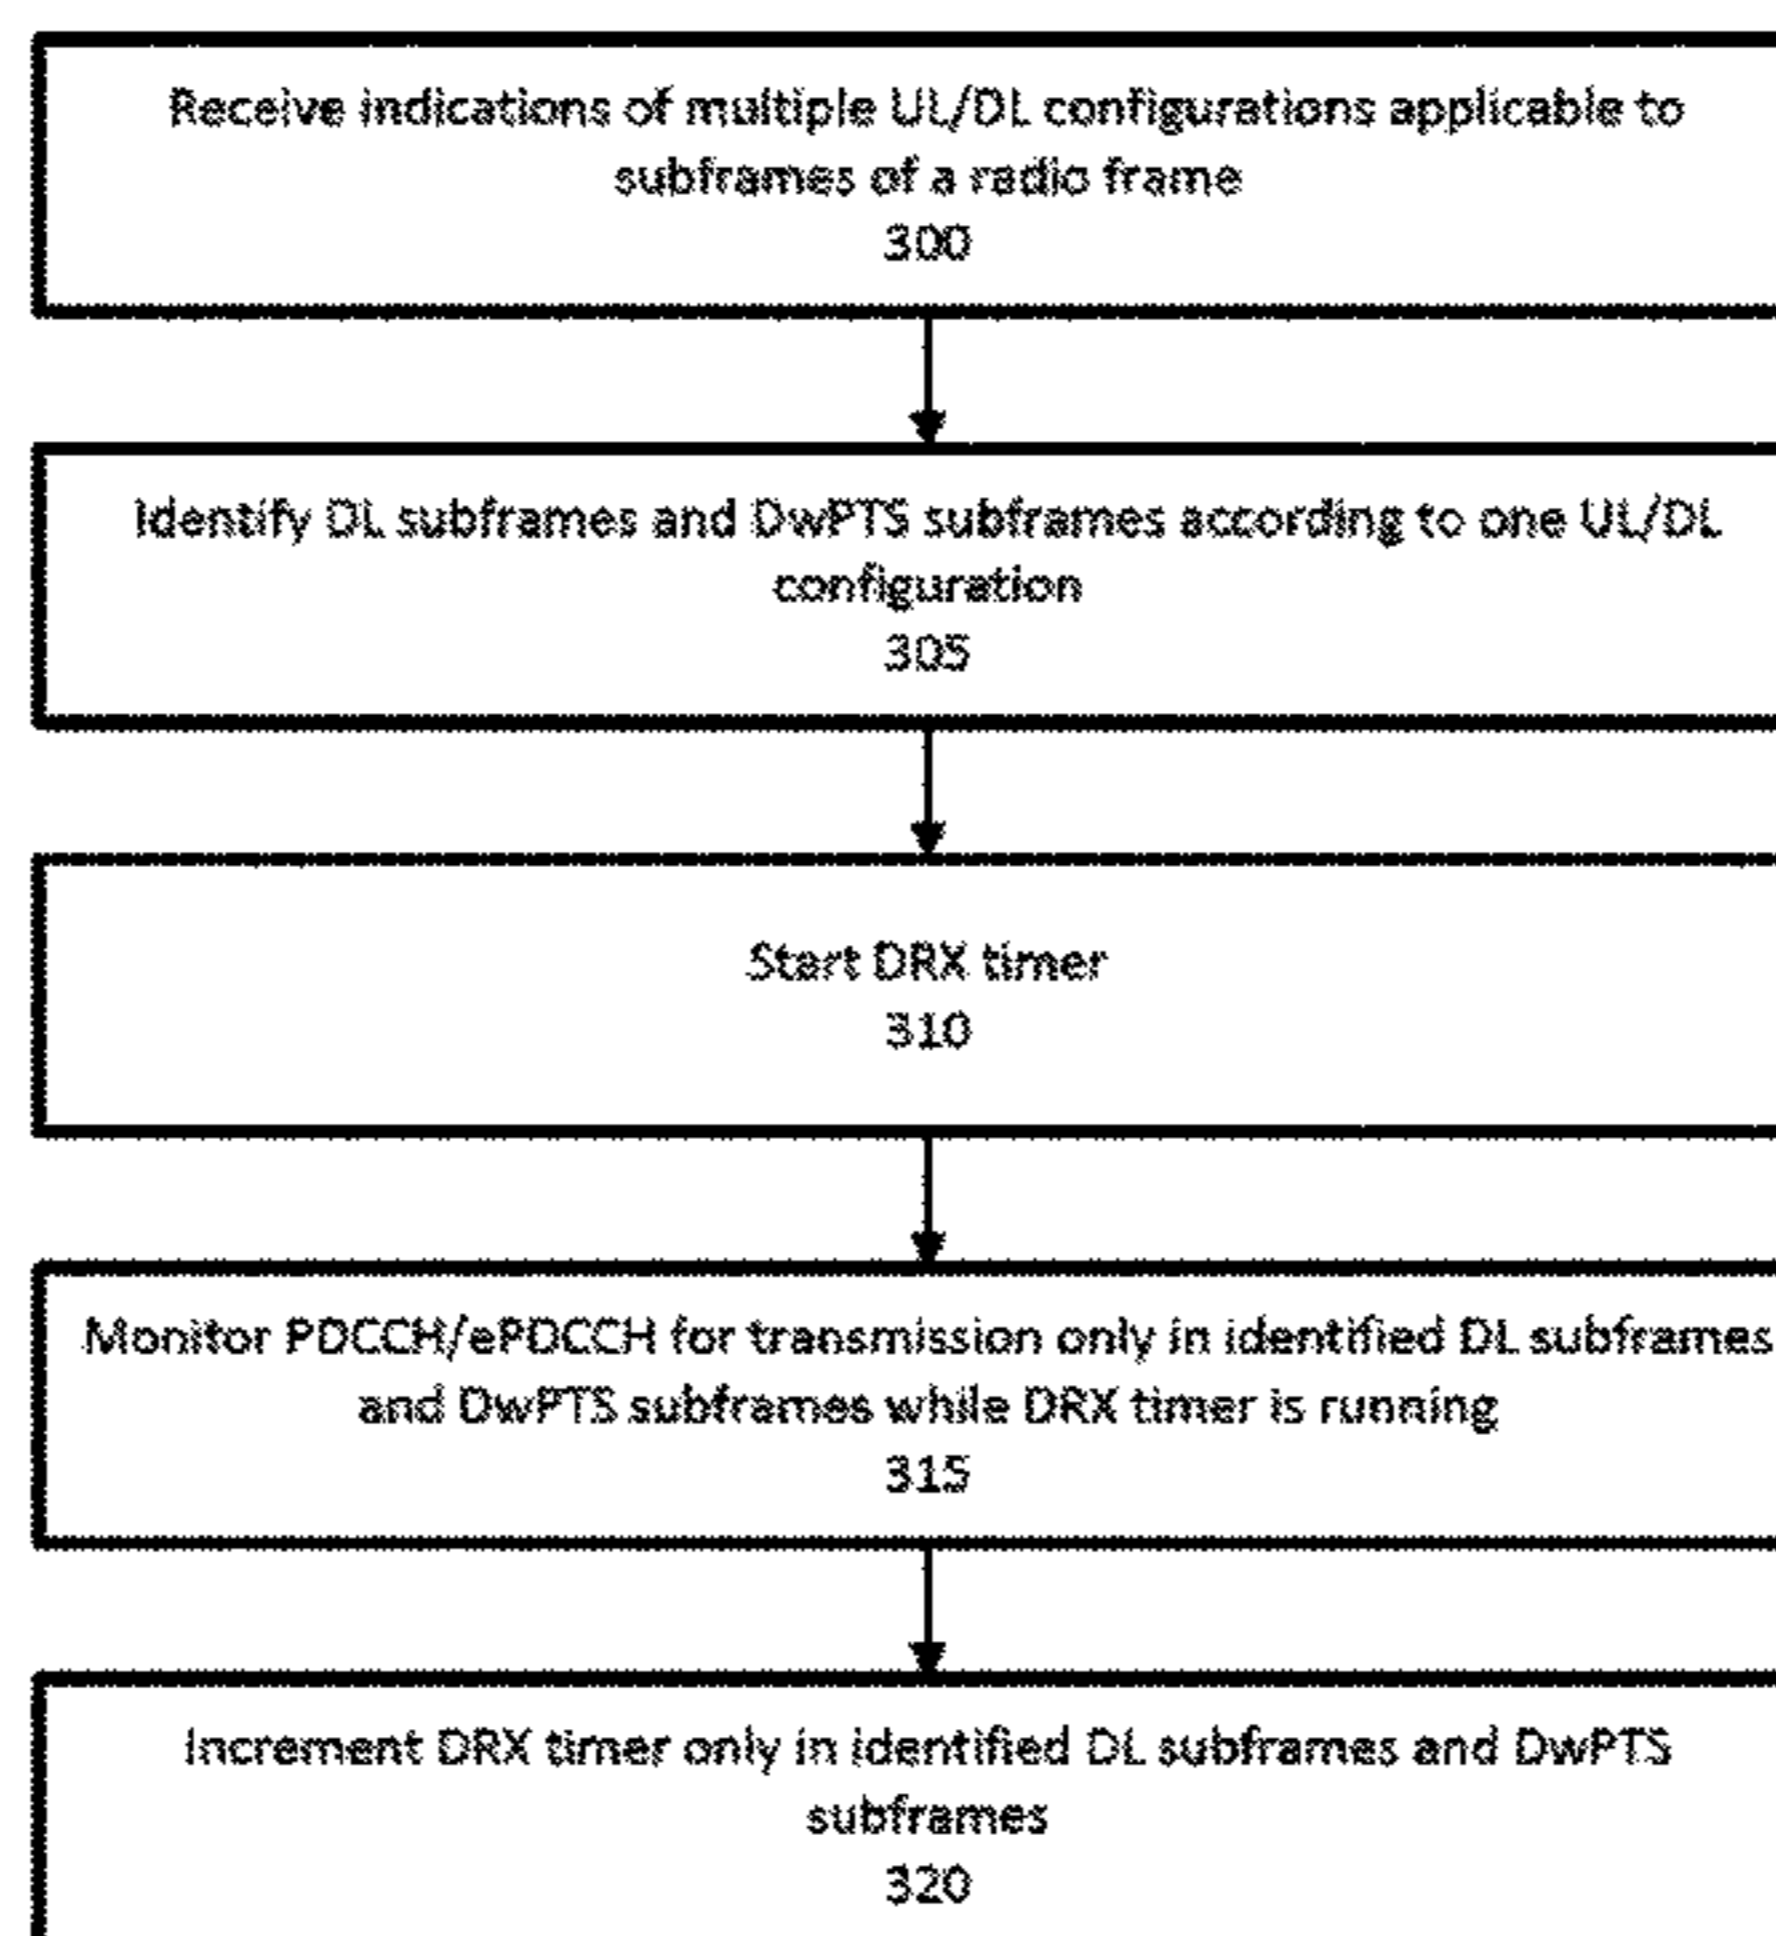 Receive indications of multiple UL/DL configurations applicable to
subframes of a radio frame
300
Identify DL subframes and DwPTS subframes according to one UL/DL
configuration
305
Start DRX timer
310
Monitor PDCCH/ePDCCH for transmission only in identified DL subframes
and DwPTS subframes while DRX timer is running
315
Increment DRX timer only in identified DL subframes and DwPTS
subframes
320